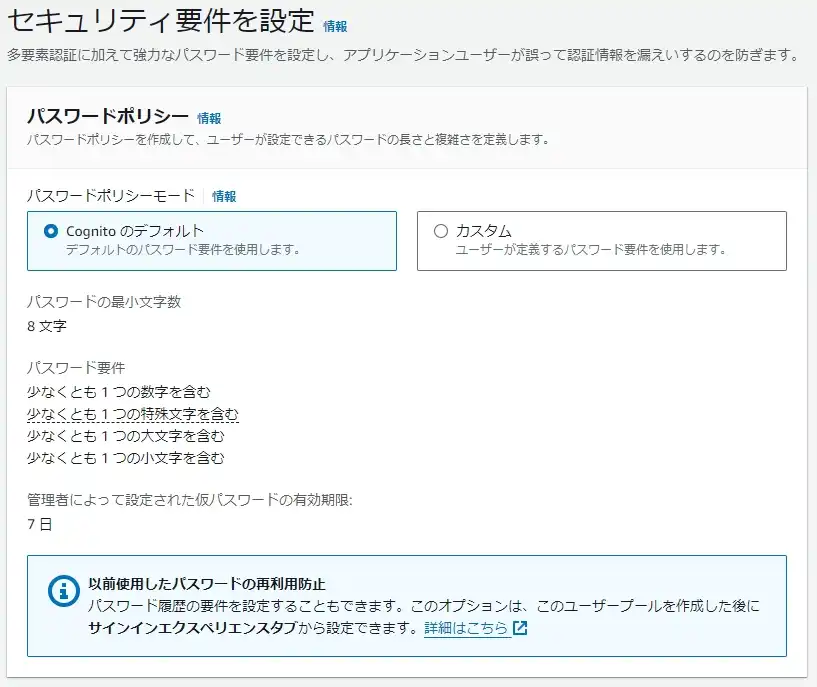 セキュリティ要件を設定 情報
多要素認証に加えて強力なパスワード要件を設定し、アプリケーションユーザーが誤って認証情報を漏えいするのを防ぎます。
パスワードポリシー 情報
パスワードポリシーを作成して、ユーザーが設定できるパスワードの長さと複雑さを定義します。
パスワードポリシーモード 情報
Cognito のデフォルト
デフォルトのパスワード要件を使用します。
カスタム
ユーザーが定義するパスワード要件を使用します。
パスワードの最小文字数
8 文字
パスワード要件
少なくとも 1 つの数字を含む
少なくとも 1 つの特殊文字を含む
少なくとも 1 つの大文字を含む
少なくとも 1 つの小文字を含む
管理者によって設定された仮パスワードの有効期限:
7 日
以前使用したパスワードの再利用防止
パスワード履歴の要件を設定することもできます。このオプションは、このユーザープールを作成した後に
サインインエクスペリエンスタブから設定できます。詳細はこちら